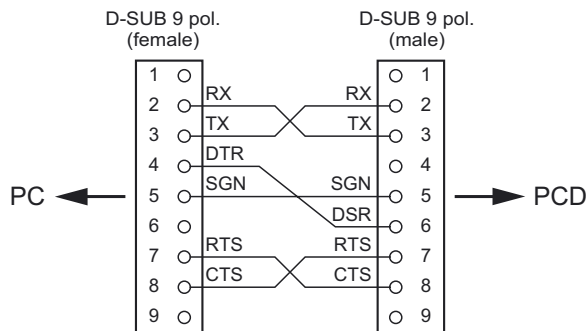 D-SUB 9 pol. D-SUB 9 pol.
(female) (male)
1 1
2 RX RX 2
3 TX TX 3
4 DTR 4
PC 5 SGN SGN 5 PCD
6 DSR 6
7 RTS RTS 7
8 CTS CTS 8
9 9